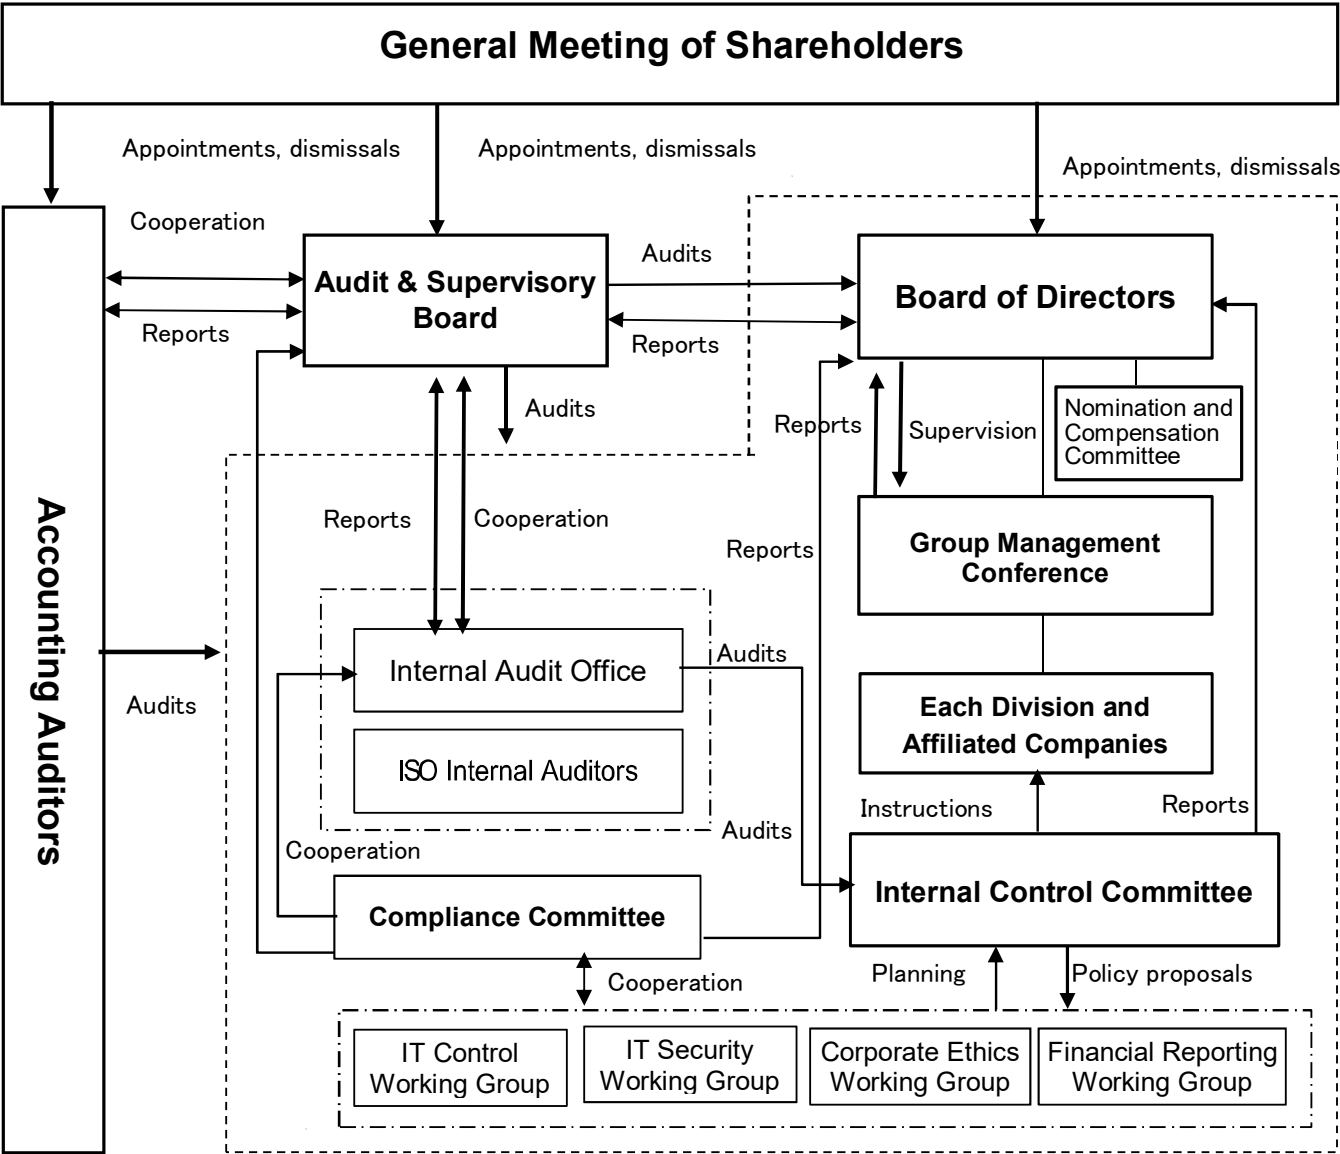 General Meeting of Shareholders
Appointments, dismissals
Appointments, dismissals
Appointments, dismissals
Cooperation
Audits
Audit & Supervisory
Board
Board of Directors
Reports
Reports
Audits
Reports
Supervision
Nomination and
Compensation
Committee
Reports
Cooperation
Reports
Group Management
Conference
Accounting Auditors
Audits
Internal Audit Office
Audits
Each Division and
Affiliated Companies
ISO Internal Auditors
Instructions
Reports
Audits
Cooperation
Internal Control Committee
Compliance Committee
Cooperation
Planning
Policy proposals
IT Control
Working Group
IT Security
Working Group
Corporate Ethics
Working Group
Financial Reporting
Working Group